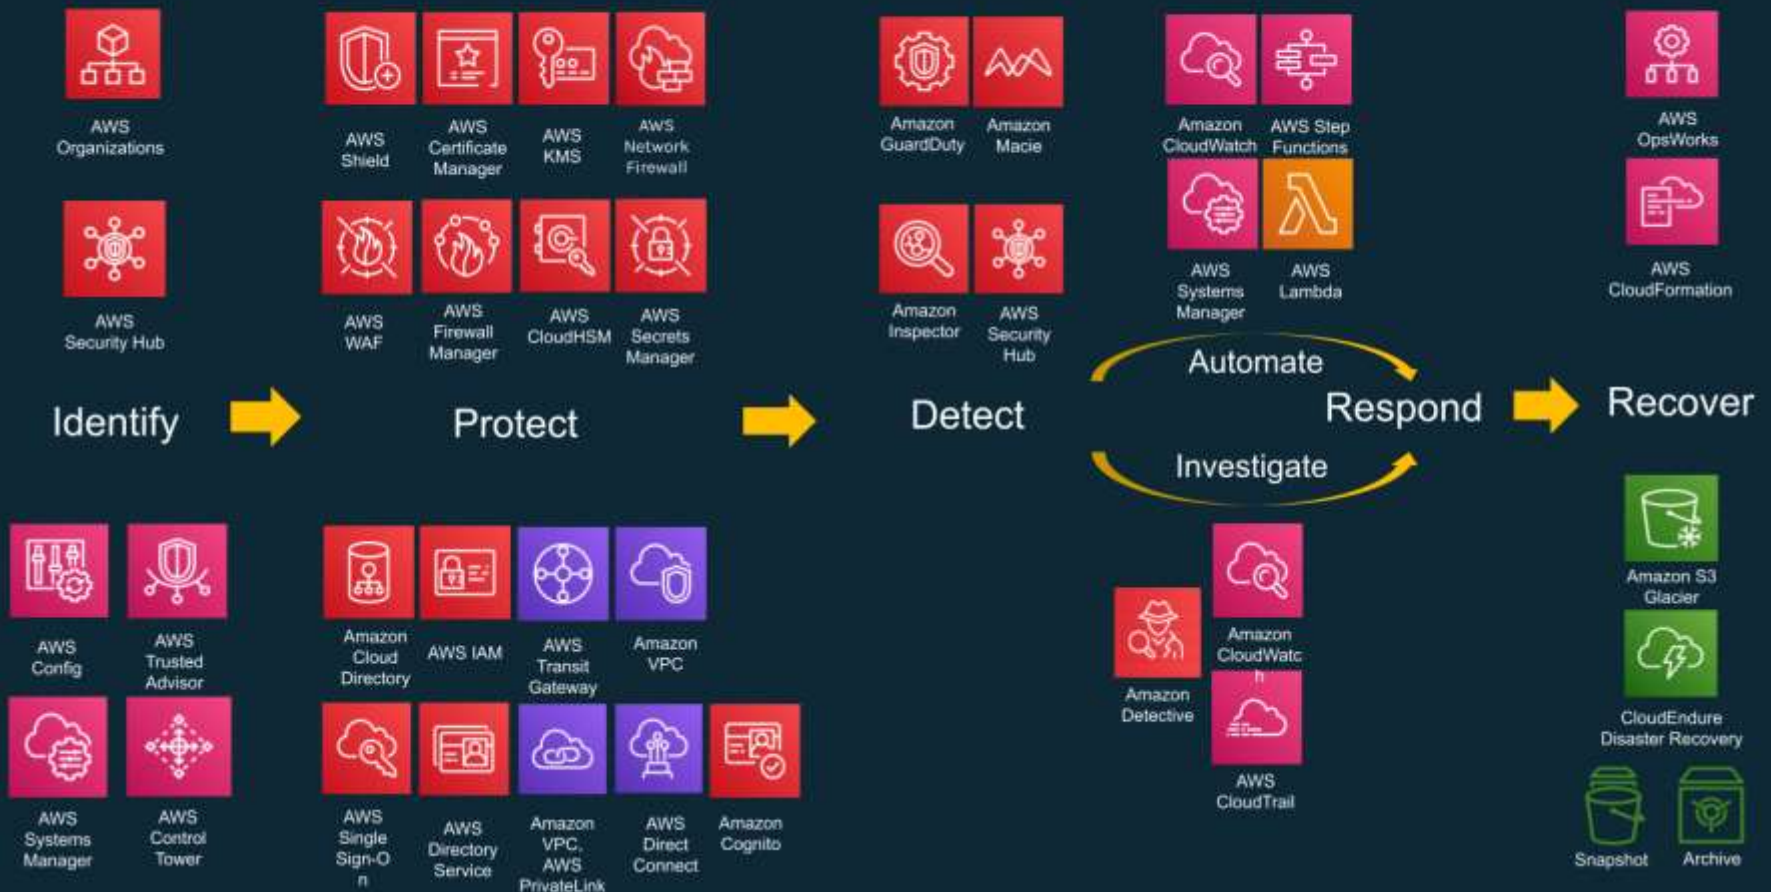 AWS
Organizations
AWS
Security Hub
AWS
Shield
AWS
Certificate
Manager
AWS
KMS
AWS
Network
Firewall
AWS
WAF
AWS
Firewall
Manager
AWS
CloudHSM
AWS
Secrets
Manager
Amazon
GuardDuty
Amazon
Macie
Amazon
Inspector
AWS
Security
Hub
Amazon
CloudWatch
AWS Step
Functions
AWS
Systems
Manager
AWS
Lambda
AWS
OpsWorks
AWS
CloudFormation
Identify
Protect
Detect
Automate
Investigate
Respond
Recover
AWS
Config
AWS
Trusted
Advisor
AWS
Systems
Manager
AWS
Control
Tower
Amazon
Cloud
Directory
AWS IAM
AWS
Transit
Gateway
Amazon
VPC
AWS
Single
Sign-O
n
AWS
Directory
Service
Amazon
VPC,
AWS
PrivateLink
AWS
Direct
Connect
Amazon
Cognito
Amazon
Detective
Amazon
CloudWatc
h
AWS
CloudTrail
Amazon S3
Glacier
CloudEndure
Disaster Recovery
Snapshot
Archive